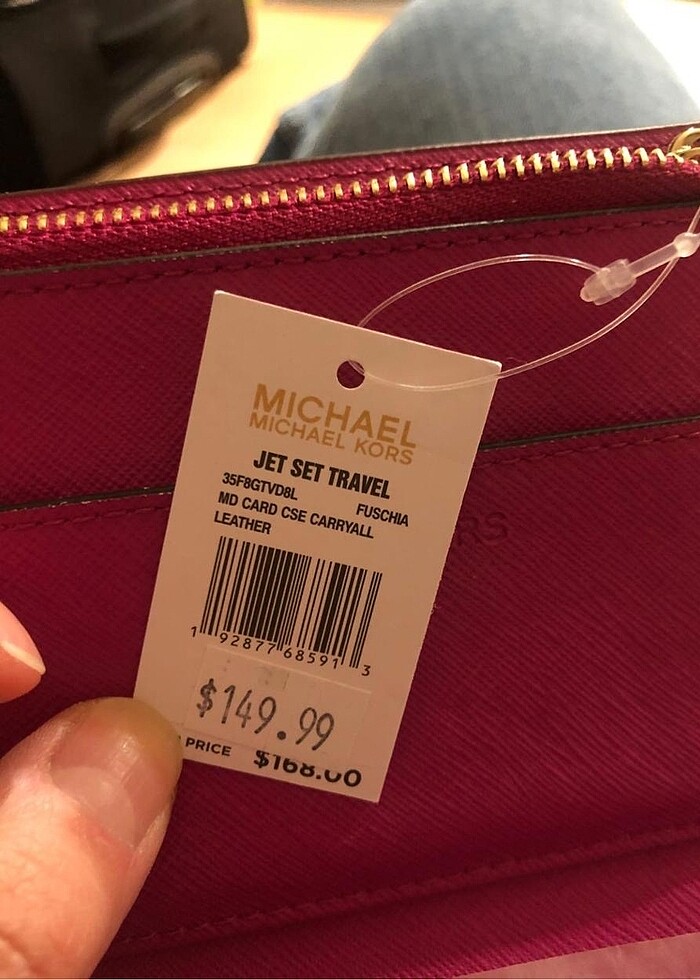 MICHAEL
MICHAEL KORS
JET SET TRAVEL
35F8GTVD8L FUSCHIA
MD CARD CSE CARRYALL
LEATHER
1 92877 68591 3
$149.99
PRICE $168.00
RS